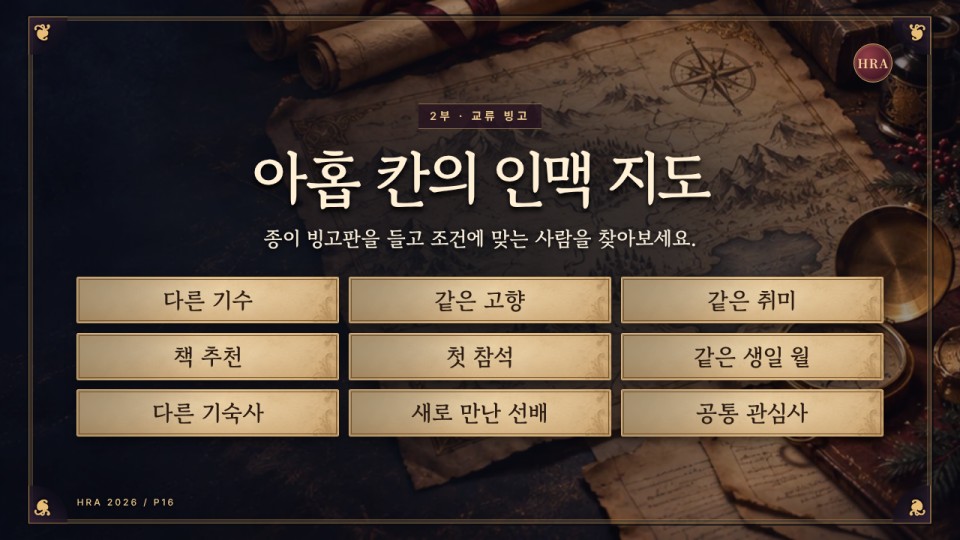 HRA
2부 · 교류 빙고
아홉 칸의 인맥 지도
종이 빙고판을 들고 조건에 맞는 사람을 찾아보세요.
다른 기수
같은 고향
같은 취미
책 추천
첫 참석
같은 생일 월
다른 기숙사
새로 만난 선배
공통 관심사
HRA 2026 / P16